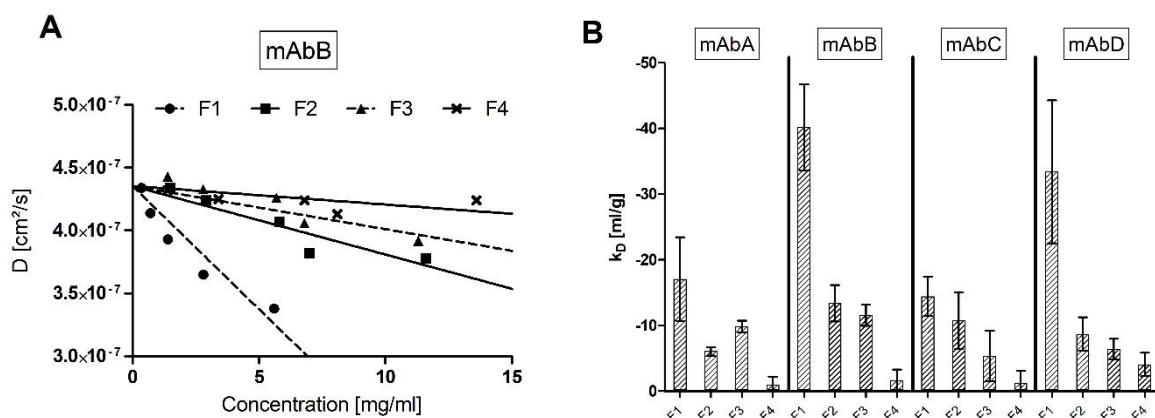 A
mAbB
F1 F2 F3 F4
5.0×10⁻⁷
4.5×10⁻⁷
4.0×10⁻⁷
3.5×10⁻⁷
3.0×10⁻⁷
D [cm²/s]
0 5 10 15
Concentration [mg/ml]
B
mAbA mAbB mAbC mAbD
-50
-40
-30
-20
-10
0
k_D [ml/g]
F1 F2 F3 F4 F1 F2 F3 F4 F1 F2 F3 F4 F1 F2 F3 F4